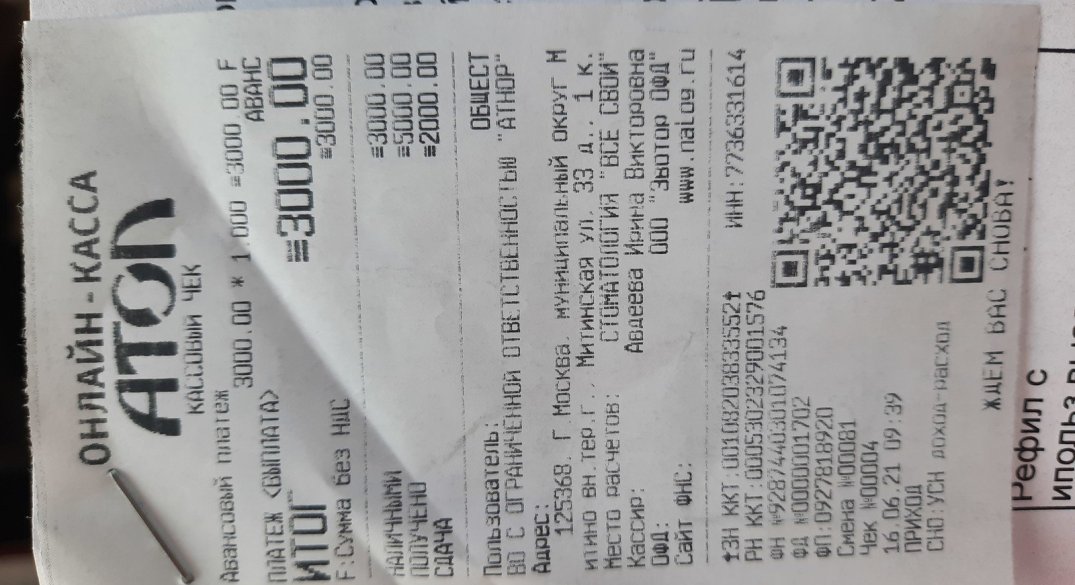 ОНЛАЙН-КАССА
АТОЛ
КАССОВЫЙ ЧЕК
Авансовый платеж
3000.00 * 1.000 ≡3000.00 F
ПЛАТЕЖ <ВЫПЛАТА> АВАНС
ИТОГ ≡3000.00
F:Сумма без НДС ≡3000.00
НАЛИЧНЫМИ ≡3000.00
ПОЛУЧЕНО ≡5000.00
СДАЧА ≡2000.00
Пользователь: ОБЩЕСТ
ВО С ОГРАНИЧЕННОЙ ОТВЕТСТВЕННОСТЬЮ "АТНОР"
Адрес:
125368. Г.Москва. муниципальный округ М
итино вн.тер.г.. Митинская ул. 33 д.. 1 к.
Место расчетов: СТОМАТОЛОГИЯ "ВСЕ СВОИ"
Кассир: Авдеева Ирина Викторовна
ОФД: ООО "Эвотор ОФД"
Сайт ФНС: www.nalog.ru
ЗН ККТ:00108203833552 ИНН:7736331614
РН ККТ:0005302329001576
ФН №9287440301074134
ФД №0000001702
ФП:0927818920
Смена №00081
Чек №00004
16.06.21 09:39
ПРИХОД
СНО:УСН доход-расход
ЖДЕМ ВАС СНОВА!
Рефил с